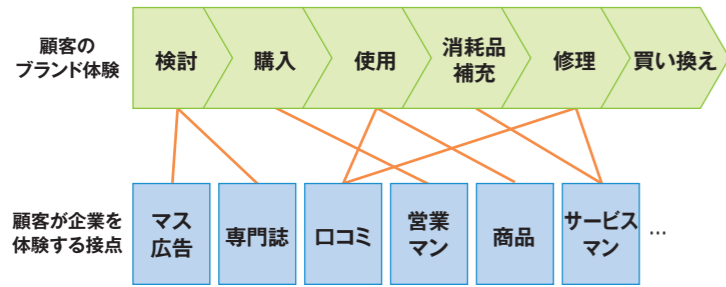 顧客の
ブランド体験
検討
購入
使用
消耗品
補充
修理
買い換え
顧客が企業を
体験する接点
マス
広告
専門誌
口コミ
営業
マン
商品
サービス
マン
…